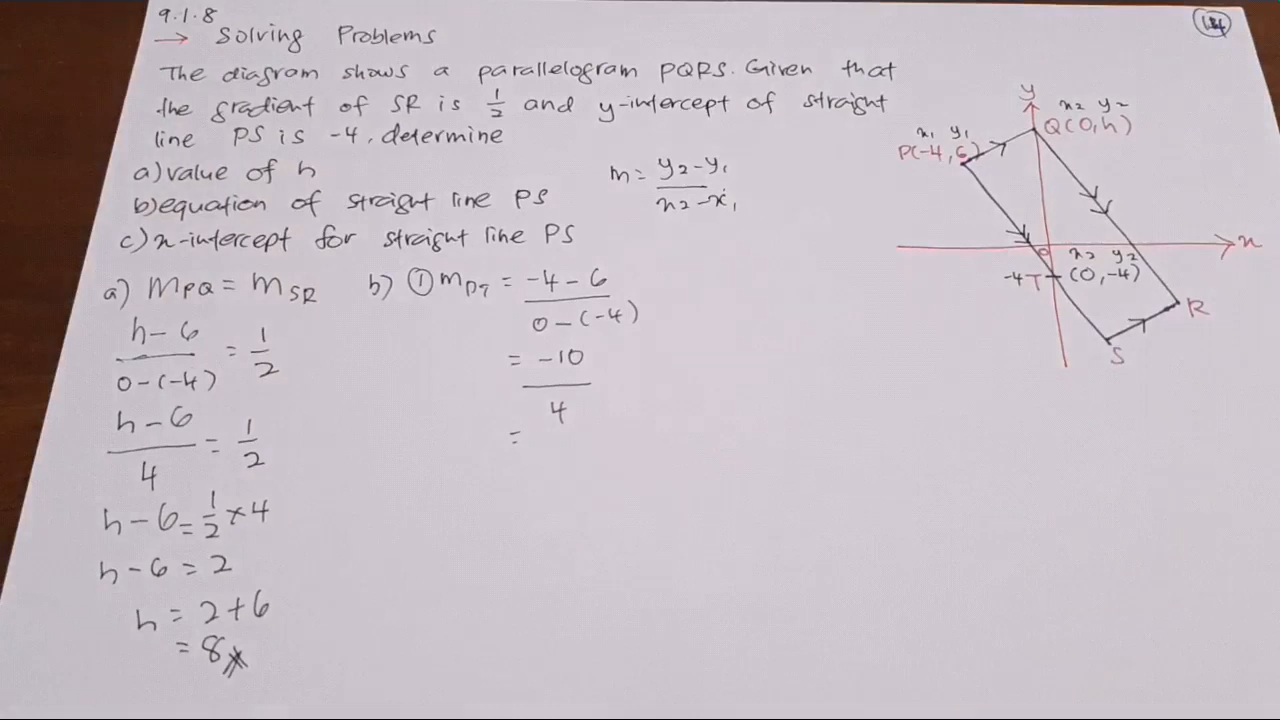 9.1.8
→ Solving Problems
The diagram shows a parallelogram PQRS. Given that
the gradient of SR is 1/2 and y-intercept of straight
line PS is -4, determine
a) value of h
b) equation of straight line PS
c) x-intercept for straight line PS
m = y₂-y₁ / x₂-x₁
a) mPQ = mSR
h-6 / 0-(-4) = 1/2
h-6 / 4 = 1/2
h-6 = 1/2 × 4
h-6 = 2
h = 2+6
= 8
b) ① mPT = -4-6 / 0-(-4)
= -10 / 4
=
y
x₂ y₂
Q(0,h)
x₁ y₁
P(-4,6)
x
O
x₂ y₂
-4 T (0,-4)
R
S